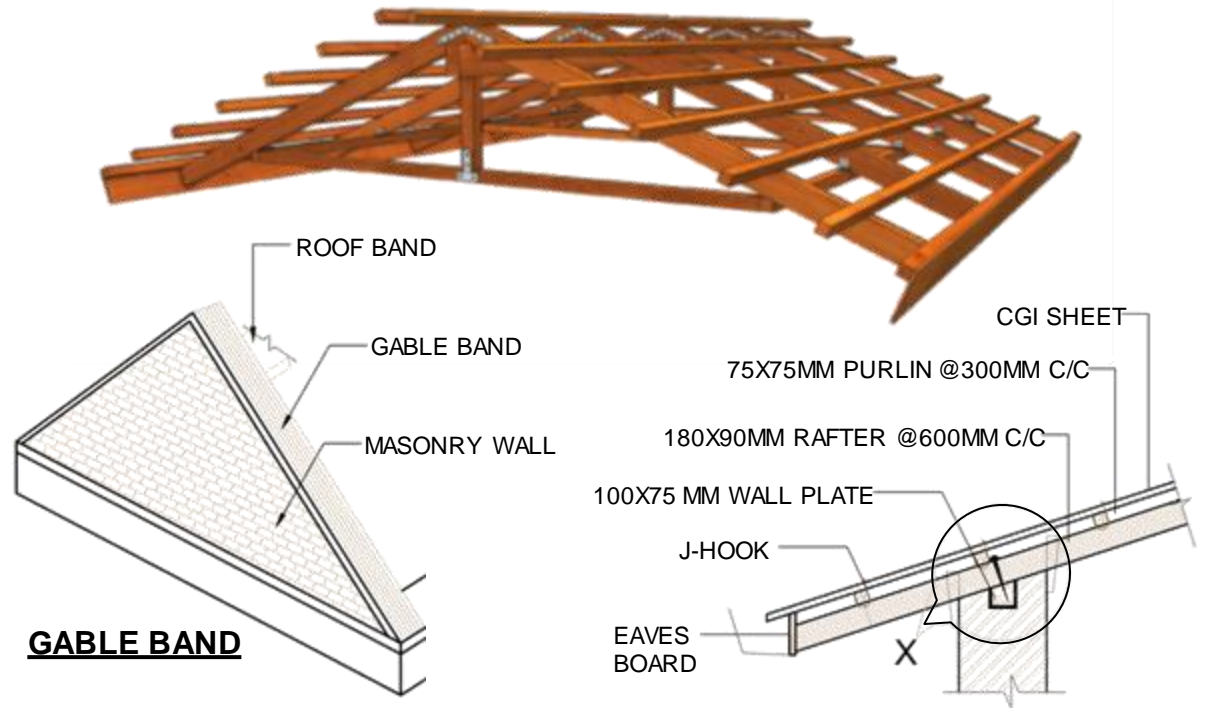 ROOF BAND
GABLE BAND
MASONRY WALL
GABLE BAND
CGI SHEET
75X75MM PURLIN @300MM C/C
180X90MM RAFTER @600MM C/C
100X75 MM WALL PLATE
J-HOOK
EAVES
BOARD
X